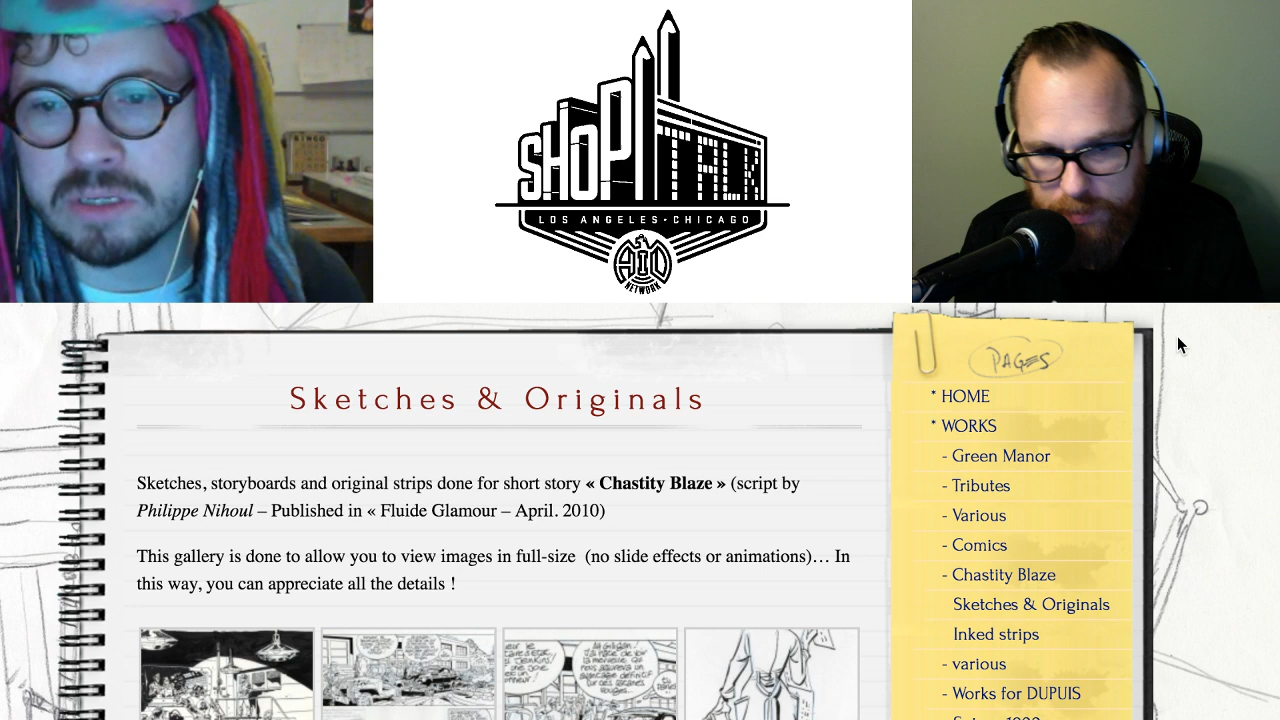 SHOP TALK
LOS ANGELES • CHICAGO
NETWORK
BINGO
PAGES
Sketches & Originals
* HOME
* WORKS
- Green Manor
- Tributes
- Various
- Comics
- Chastity Blaze
Sketches & Originals
Inked strips
- various
- Works for DUPUIS
Sketches, storyboards and original strips done for short story « Chastity Blaze » (script by
Philippe Nihoul – Published in « Fluide Glamour – April. 2010)
This gallery is done to allow you to view images in full-size (no slide effects or animations)… In
this way, you can appreciate all the details !